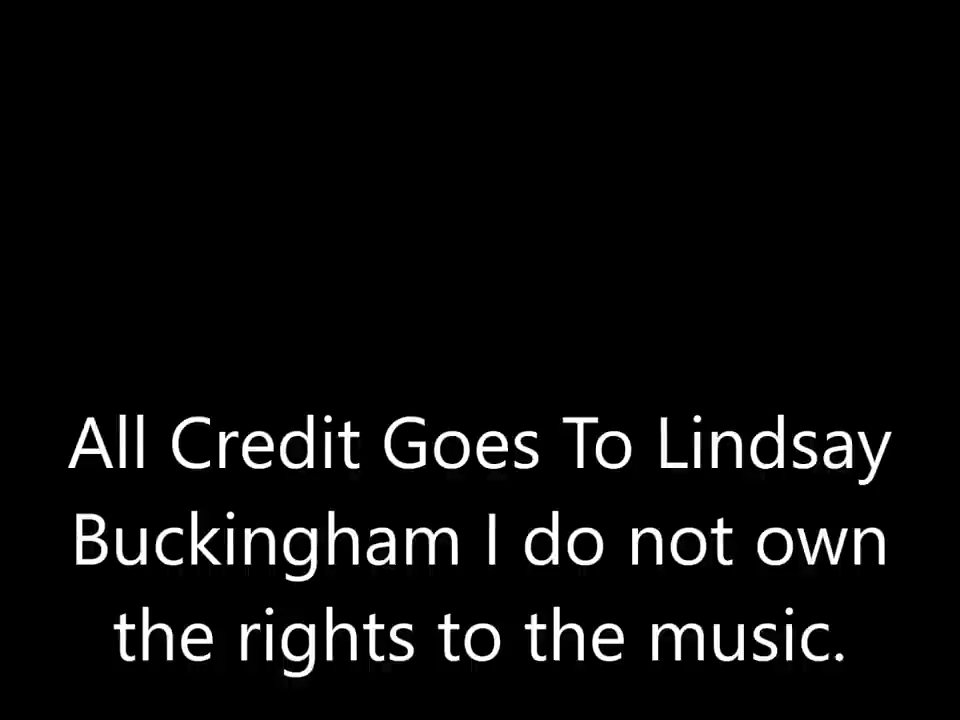 All Credit Goes To Lindsay
Buckingham I do not own
the rights to the music.